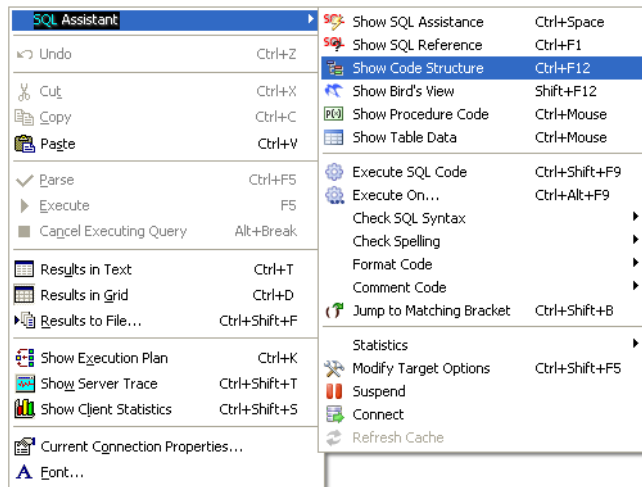 SQL Assistant
Undo Ctrl+Z
Cut Ctrl+X
Copy Ctrl+C
Paste Ctrl+V
Parse Ctrl+F5
Execute F5
Cancel Executing Query Alt+Break
Results in Text Ctrl+T
Results in Grid Ctrl+D
Results to File... Ctrl+Shift+F
Show Execution Plan Ctrl+K
Show Server Trace Ctrl+Shift+T
Show Client Statistics Ctrl+Shift+S
Current Connection Properties...
Font...
Show SQL Assistance Ctrl+Space
Show SQL Reference Ctrl+F1
Show Code Structure Ctrl+F12
Show Bird's View Shift+F12
Show Procedure Code Ctrl+Mouse
Show Table Data Ctrl+Mouse
Execute SQL Code Ctrl+Shift+F9
Execute On... Ctrl+Alt+F9
Check SQL Syntax
Check Spelling
Format Code
Comment Code
Jump to Matching Bracket Ctrl+Shift+B
Statistics
Modify Target Options Ctrl+Shift+F5
Suspend
Connect
Refresh Cache